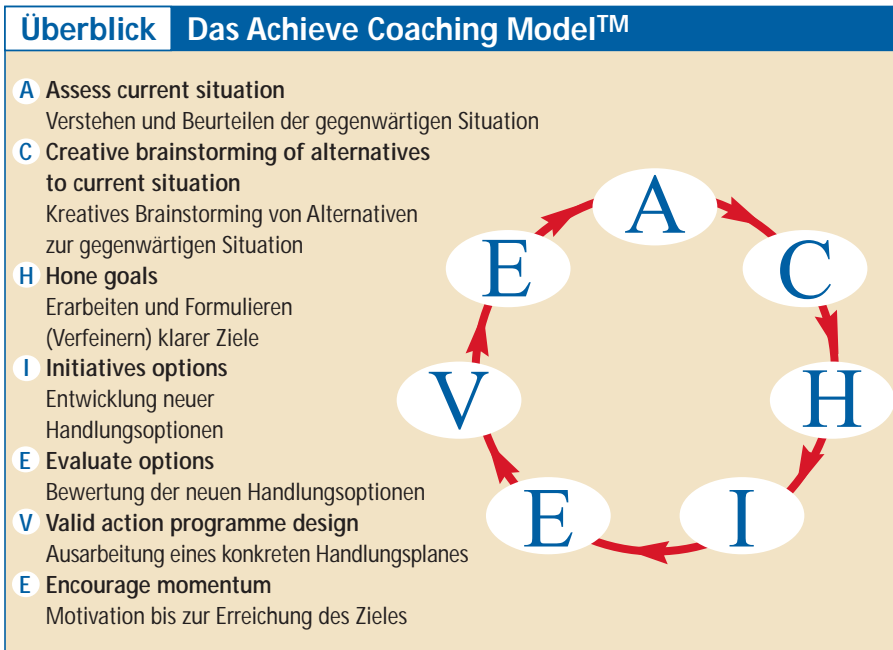 Überblick Das Achieve Coaching Model™
A Assess current situation
Verstehen und Beurteilen der gegenwärtigen Situation
C Creative brainstorming of alternatives
to current situation
Kreatives Brainstorming von Alternativen
zur gegenwärtigen Situation
H Hone goals
Erarbeiten und Formulieren
(Verfeinern) klarer Ziele
I Initiatives options
Entwicklung neuer
Handlungsoptionen
E Evaluate options
Bewertung der neuen Handlungsoptionen
V Valid action programme design
Ausarbeitung eines konkreten Handlungsplanes
E Encourage momentum
Motivation bis zur Erreichung des Zieles
A
C
H
I
E
V
E